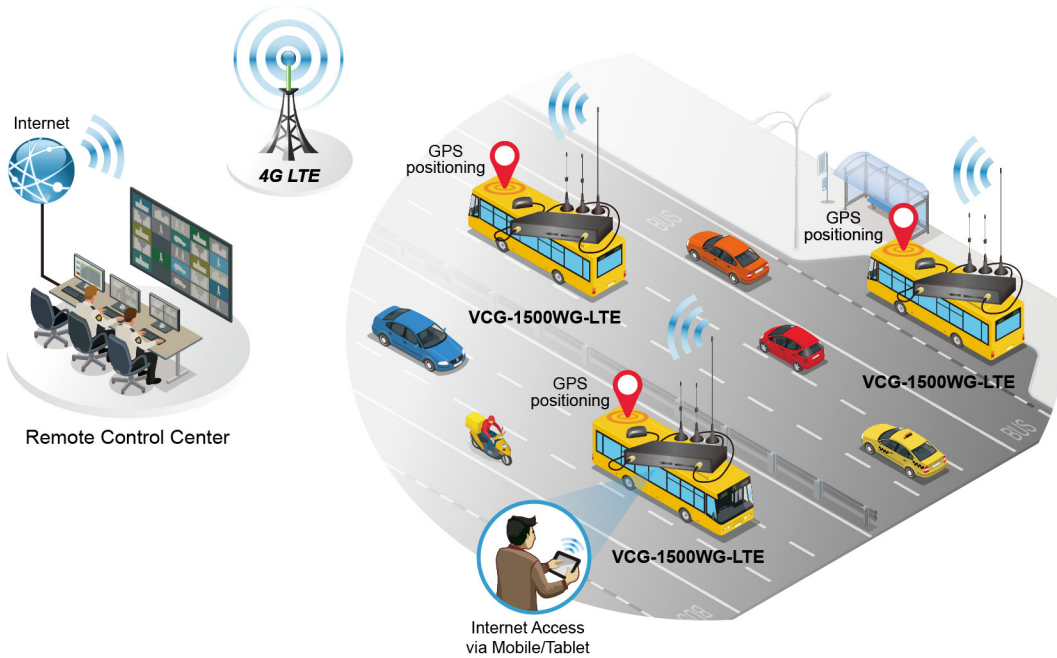 Internet
4G LTE
Remote Control Center
GPS
positioning
VCG-1500WG-LTE
BUS
GPS
positioning
VCG-1500WG-LTE
BUS
GPS
positioning
VCG-1500WG-LTE
BUS
Internet Access
via Mobile/Tablet